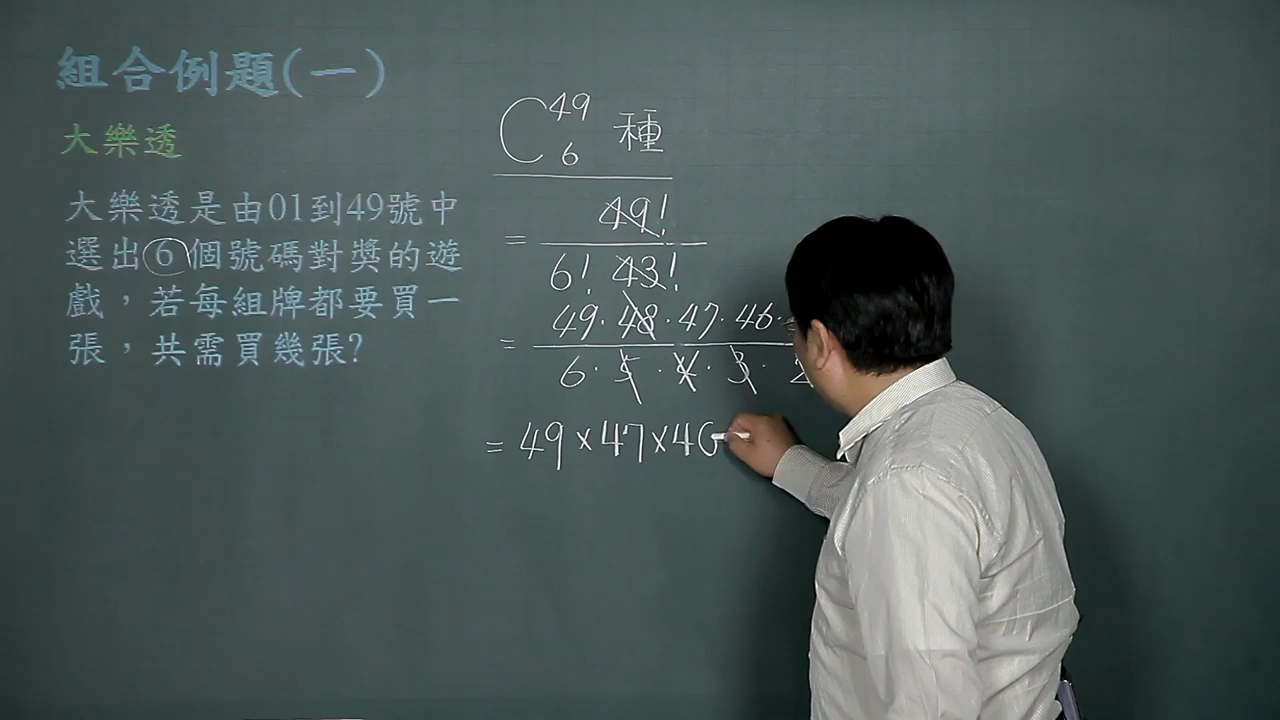 組合例題(一)
大樂透
大樂透是由01到49號中
選出6個號碼對獎的遊
戲，若每組牌都要買一
張，共需買幾張?
C 49 6 種
= 49! / 6! 43!
= 49·48·47·46· / 6·5·4·3·2
= 49×47×46